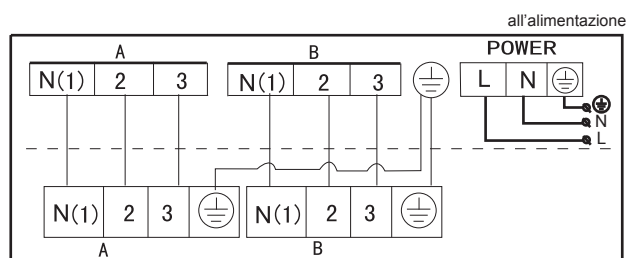 all'alimentazione
A B POWER
N(1) 2 3 N(1) 2 3 L N
N
L
N(1) 2 3 N(1) 2 3
A B